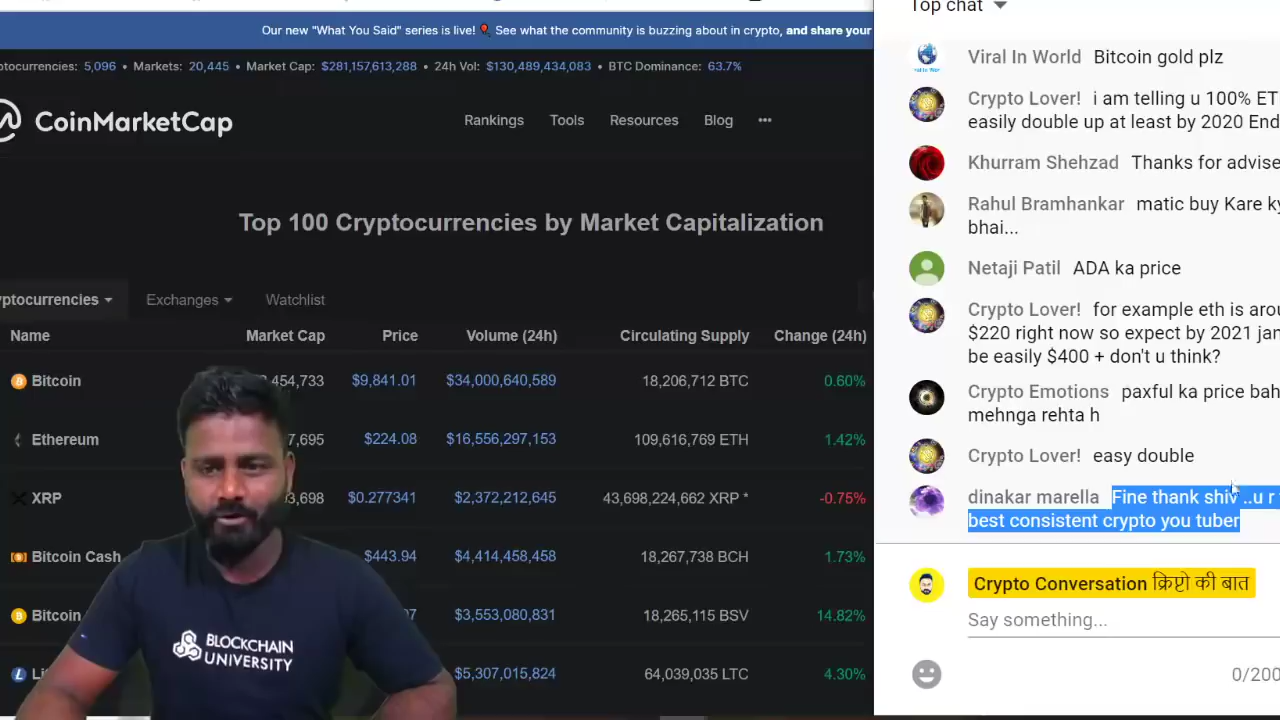 Our new "What You Said" series is live! See what the community is buzzing about in crypto, and share your
5,096 • Markets: 20,445 • Market Cap: $281,157,613,288 • 24h Vol: $130,489,434,083 • BTC Dominance: 63.7%
CoinMarketCap
Rankings Tools Resources Blog •••
Top 100 Cryptocurrencies by Market Capitalization
Exchanges Watchlist
Name Market Cap Price Volume (24h) Circulating Supply Change (24h)
Bitcoin 454,733 $9,841.01 $34,000,640,589 18,206,712 BTC 0.60%
Ethereum 7,695 $224.08 $16,556,297,153 109,616,769 ETH 1.42%
XRP 3,698 $0.277341 $2,372,212,645 43,698,224,662 XRP * -0.75%
Bitcoin Cash $443.94 $4,414,458,458 18,267,738 BCH 1.73%
Bitcoin $3,553,080,831 18,265,115 BSV 14.82%
$5,307,015,824 64,039,035 LTC 4.30%
BLOCKCHAIN
UNIVERSITY
Top chat
Viral In World Bitcoin gold plz
Crypto Lover! i am telling u 100% ET
easily double up at least by 2020 End
Khurram Shehzad Thanks for advise
Rahul Bramhankar matic buy Kare ky
bhai...
Netaji Patil ADA ka price
Crypto Lover! for example eth is arou
$220 right now so expect by 2021 jan
be easily $400 + don't u think?
Crypto Emotions paxful ka price bah
mehnga rehta h
Crypto Lover! easy double
dinakar marella Fine thank shiv ..u r
best consistent crypto you tuber
Crypto Conversation क्रिप्टो की बात
Say something...
0/200